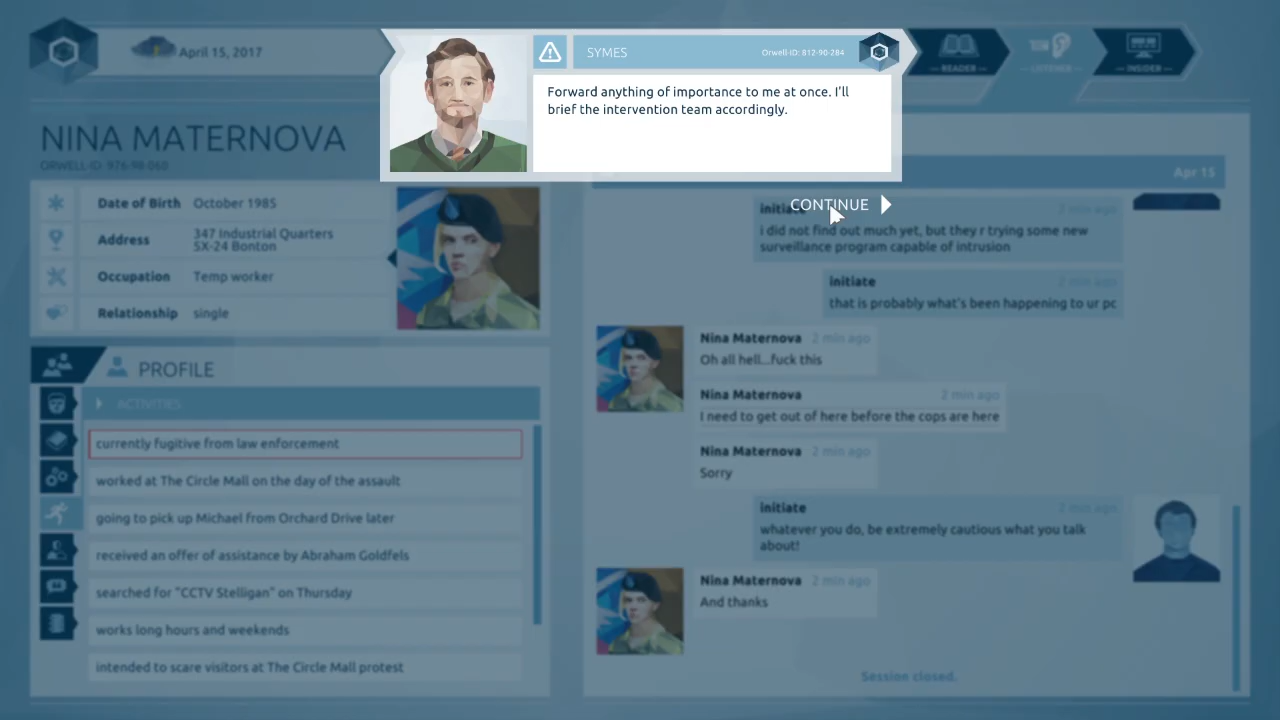 April 15, 2017
SYMES
Orwell-ID: 812-90-284
Forward anything of importance to me at once. I'll
brief the intervention team accordingly.
CONTINUE
READER
LISTENER
INSIDER
NINA MATERNOVA
ORWELL-ID: 976-98-068
Date of Birth October 1985
Address 347 Industrial Quarters
SX-24 Bonton
Occupation Temp worker
Relationship single
PROFILE
ACTIVITIES
currently fugitive from law enforcement
worked at The Circle Mall on the day of the assault
going to pick up Michael from Orchard Drive later
received an offer of assistance by Abraham Goldfels
searched for "CCTV Stelligan" on Thursday
works long hours and weekends
intended to scare visitors at The Circle Mall protest
Apr 15
initiate 2 min ago
i did not find out much yet, but they r trying some new
surveillance program capable of intrusion
initiate 2 min ago
that is probably what's been happening to ur pc
Nina Maternova 2 min ago
Oh all hell...fuck this
Nina Maternova 2 min ago
I need to get out of here before the cops are here
Nina Maternova 2 min ago
Sorry
initiate 2 min ago
whatever you do, be extremely cautious what you talk
about!
Nina Maternova 2 min ago
And thanks
Session closed.